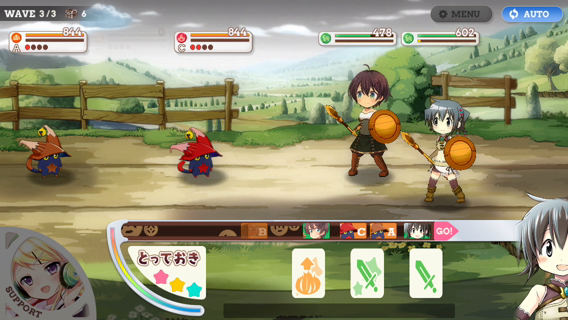 WAVE 3/3 6
MENU
AUTO
844
A
844
C
478
602
B
C
A
GO!
とっておき
SUPPORT